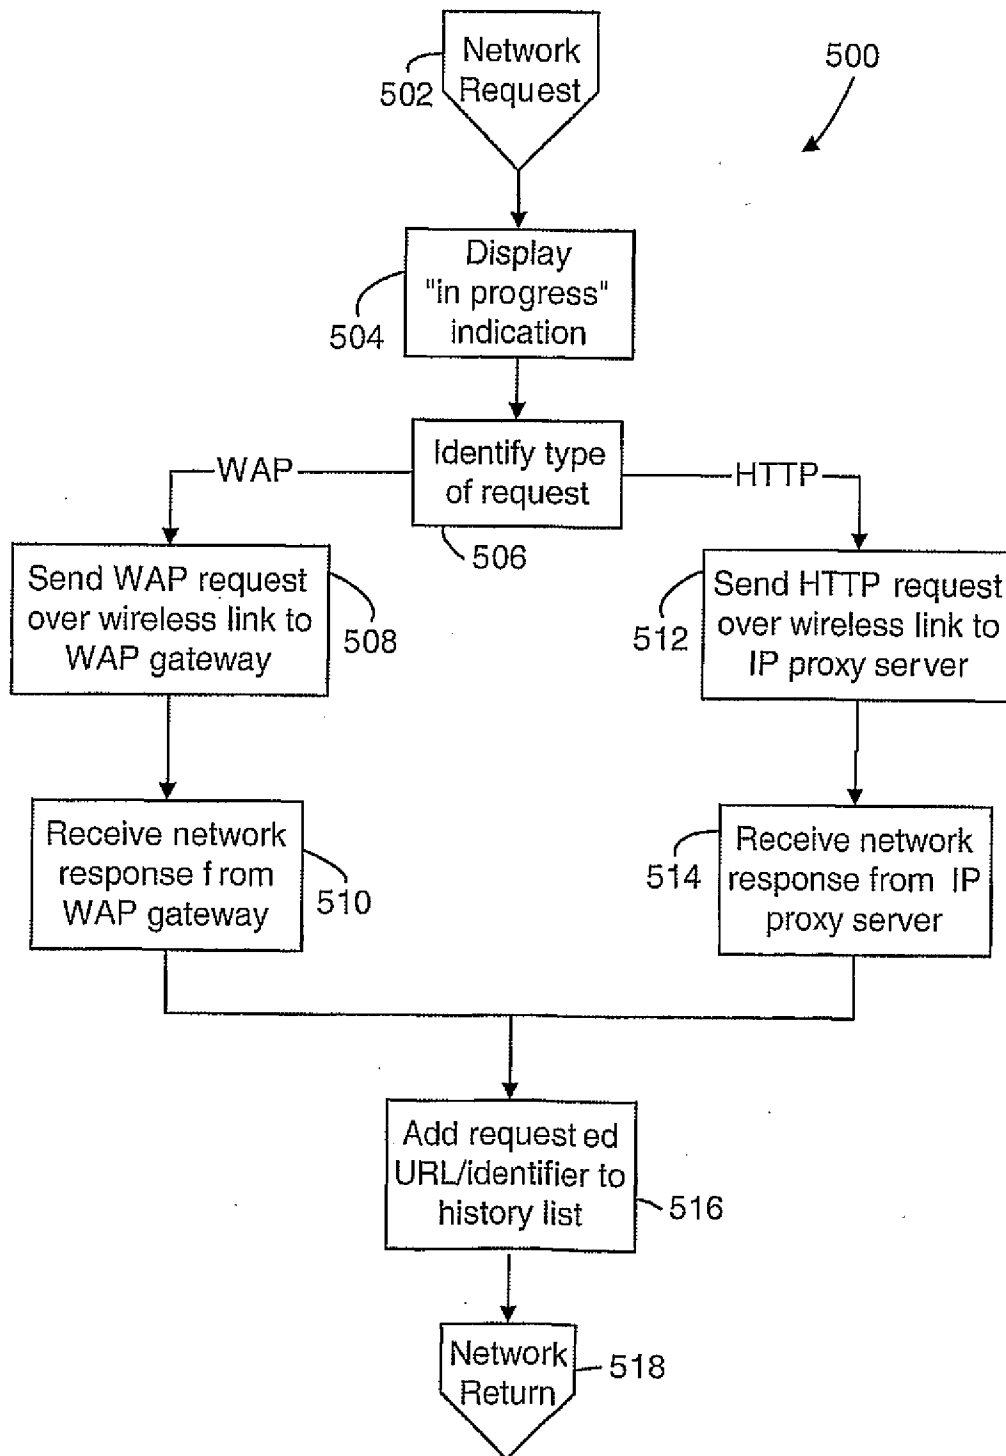 Network
Request
502
500
Display
"in progress"
indication
504
Identify type
of request
506
WAP
HTTP
Send WAP request
over wireless link to
WAP gateway
508
Send HTTP request
over wireless link to
IP proxy server
512
Receive network
response from
WAP gateway
510
Receive network
response from IP
proxy server
514
Add requested
URL/identifier to
history list
516
Network
Return
518